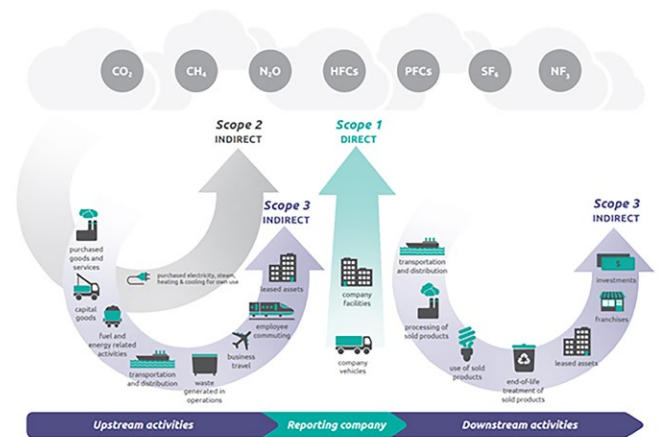 CO₂
CH₄
N₂O
HFCs
PFCs
SF₆
NF₃
Scope 2
INDIRECT
Scope 1
DIRECT
Scope 3
INDIRECT
Scope 3
INDIRECT
purchased
goods and
services
capital
goods
fuel and
energy related
activities
transportation
and distribution
waste
generated in
operations
business
travel
employee
commuting
leased assets
purchased electricity, steam,
heating & cooling for own use
company
facilities
company
vehicles
transportation
and distribution
processing of
sold products
use of sold
products
end-of-life
treatment of
sold products
leased assets
franchises
$
investments
Upstream activities
Reporting company
Downstream activities